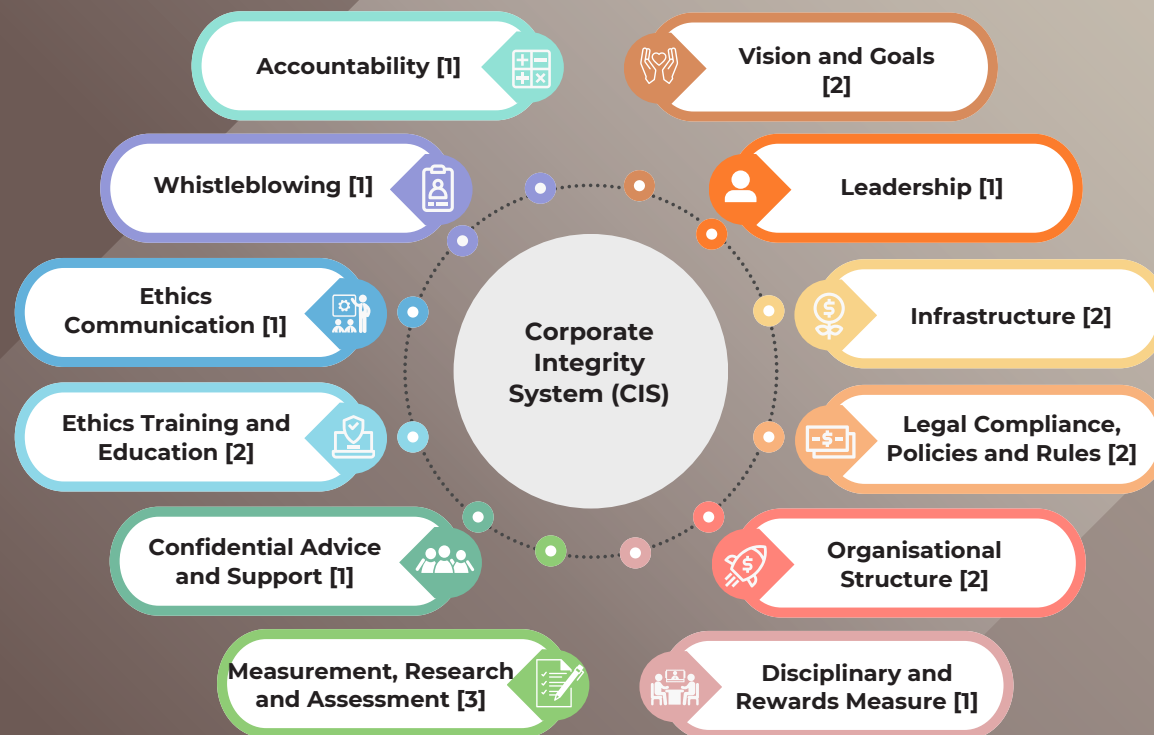 Accountability [1]
Vision and Goals
[2]
Whistleblowing [1]
Leadership [1]
Ethics
Communication [1]
Infrastructure [2]
Corporate
Integrity
System (CIS)
Ethics Training and
Education [2]
Legal Compliance,
Policies and Rules [2]
Confidential Advice
and Support [1]
Organisational
Structure [2]
Measurement, Research
and Assessment [3]
Disciplinary and
Rewards Measure [1]